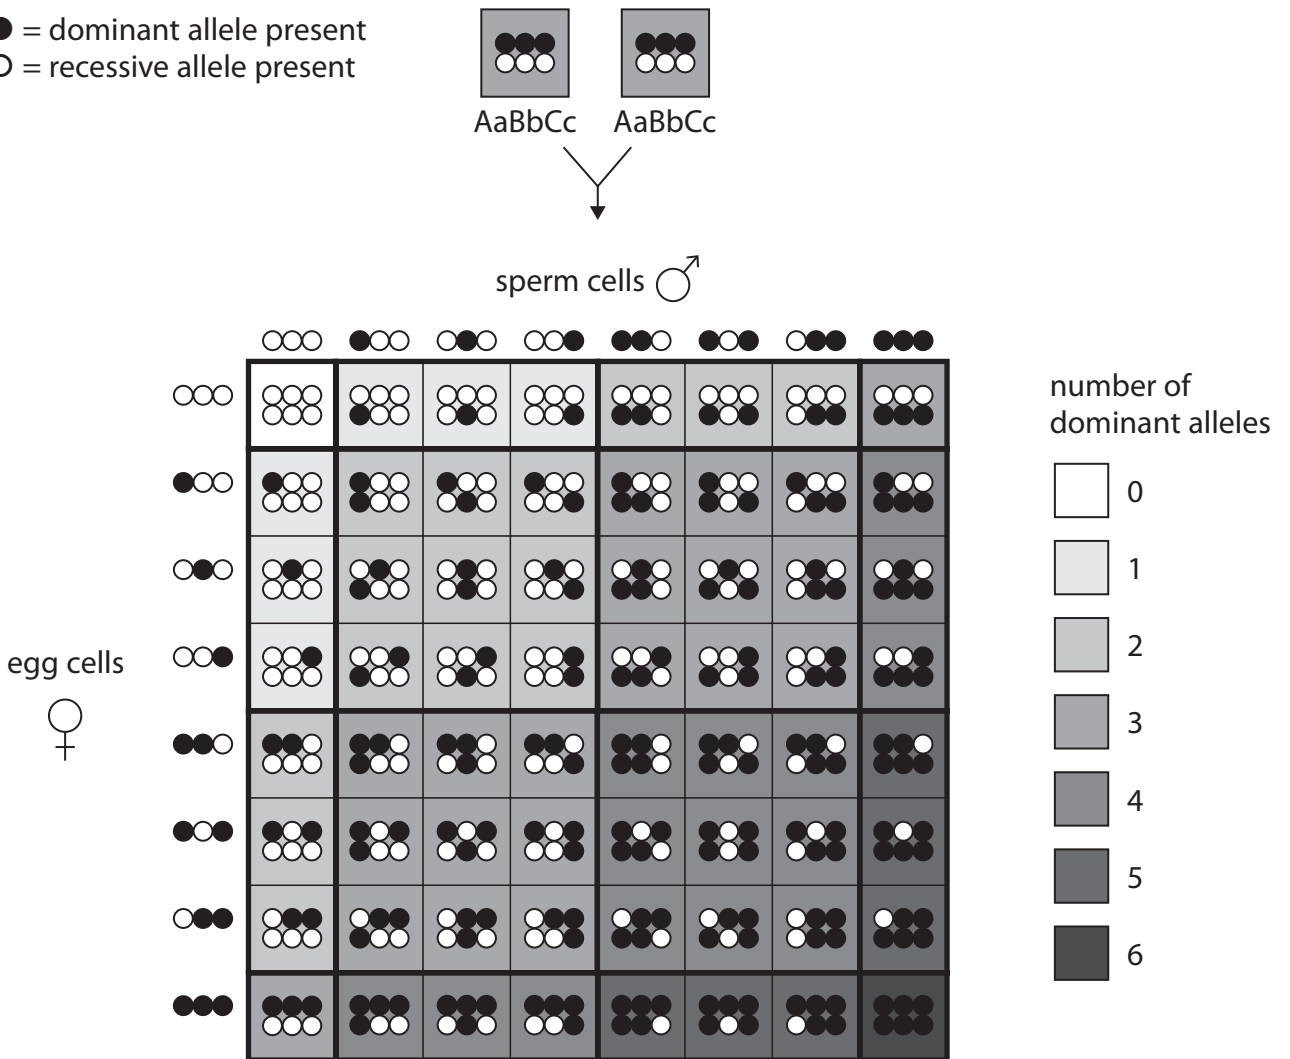 = dominant allele present
= recessive allele present
AaBbCc AaBbCc
sperm cells ♂
number of
dominant alleles
0
1
2
egg cells
♀
3
4
5
6